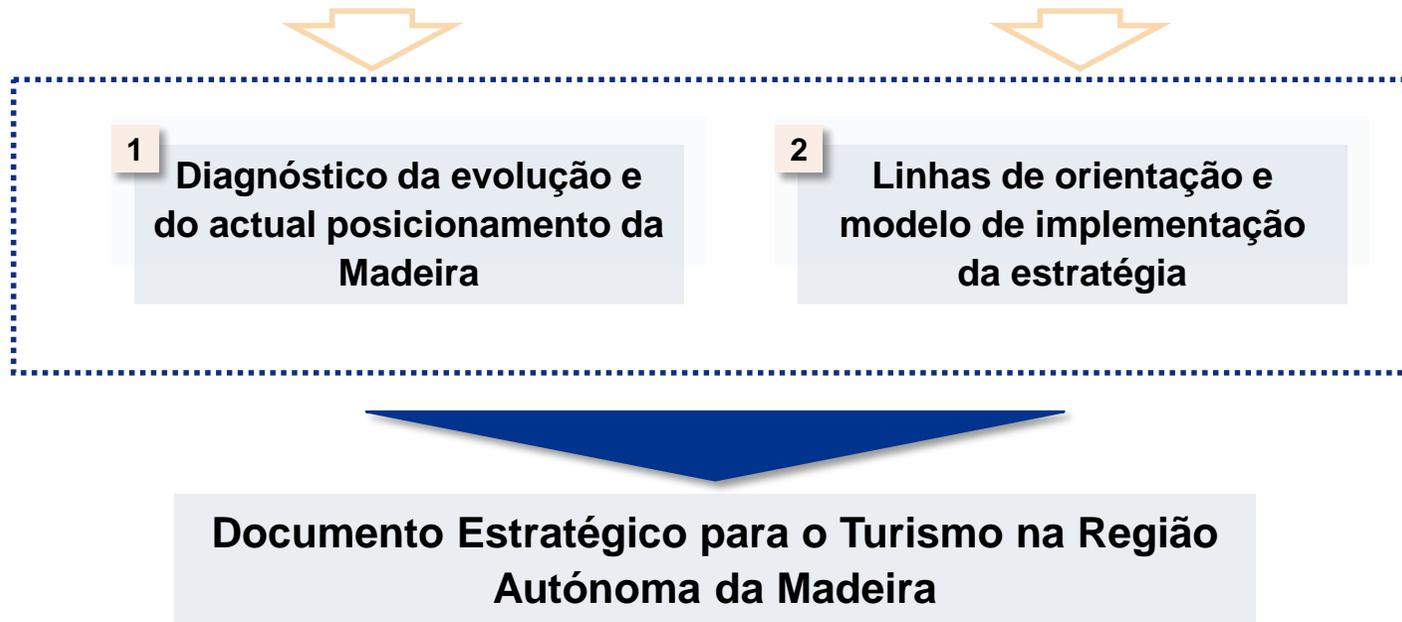 1
Diagnóstico da evolução e
do actual posicionamento da
Madeira
2
Linhas de orientação e
modelo de implementação
da estratégia
Documento Estratégico para o Turismo na Região
Autónoma da Madeira